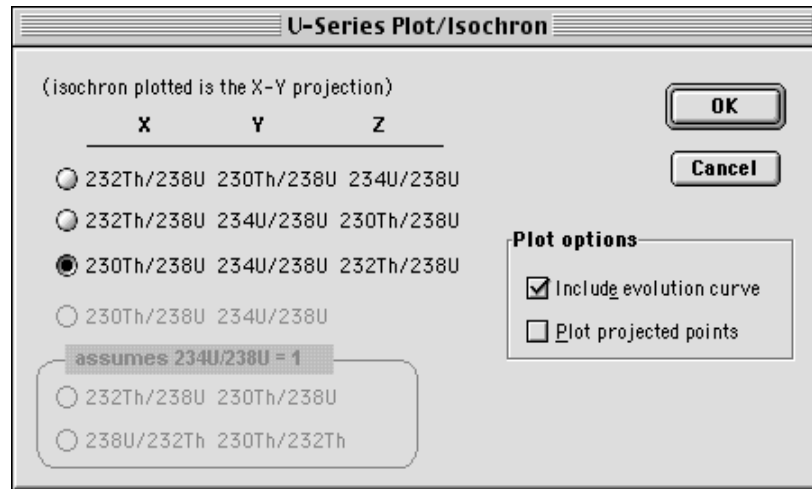 U-Series Plot/Isochron
(isochron plotted is the X-Y projection)
X Y Z
232Th/238U 230Th/238U 234U/238U
232Th/238U 234U/238U 230Th/238U
230Th/238U 234U/238U 232Th/238U
230Th/238U 234U/238U
assumes 234U/238U = 1
232Th/238U 230Th/238U
238U/232Th 230Th/232Th
OK
Cancel
Plot options
Include evolution curve
Plot projected points